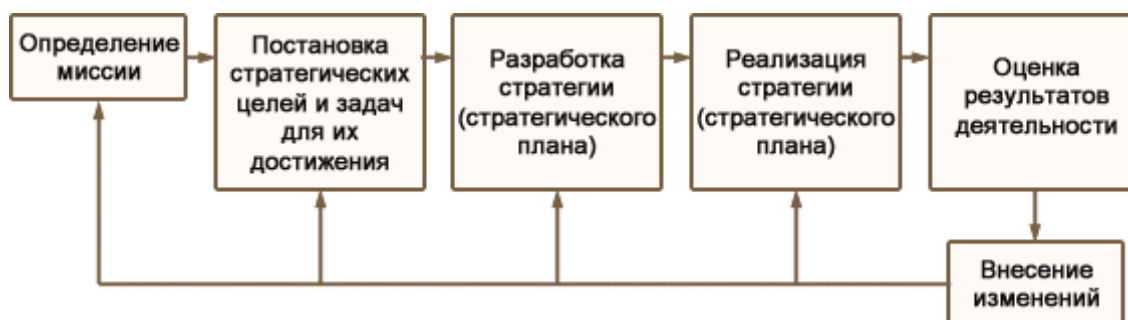 Определение
миссии
Постановка
стратегических
целей и задач
для их
достижения
Разработка
стратегии
(стратегического
плана)
Реализация
стратегии
(стратегического
плана)
Оценка
результатов
деятельности
Внесение
изменений